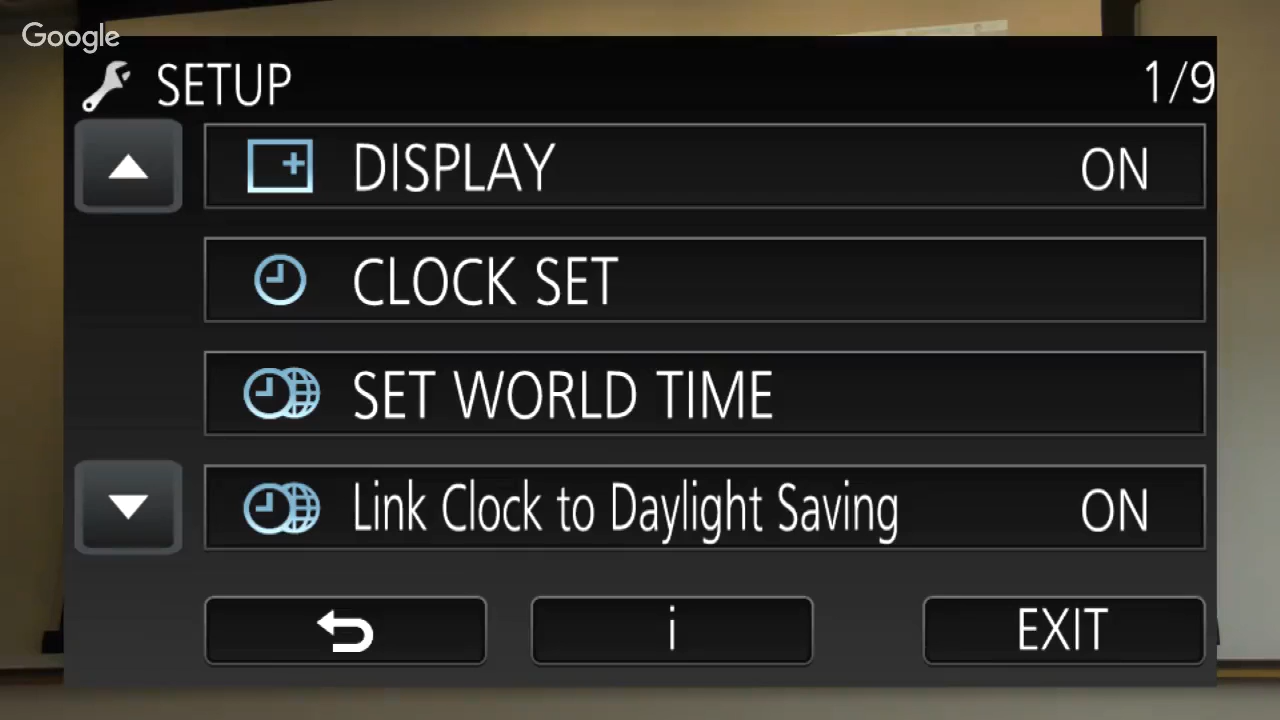 Google
SETUP 1/9
DISPLAY ON
CLOCK SET
SET WORLD TIME
Link Clock to Daylight Saving ON
i EXIT